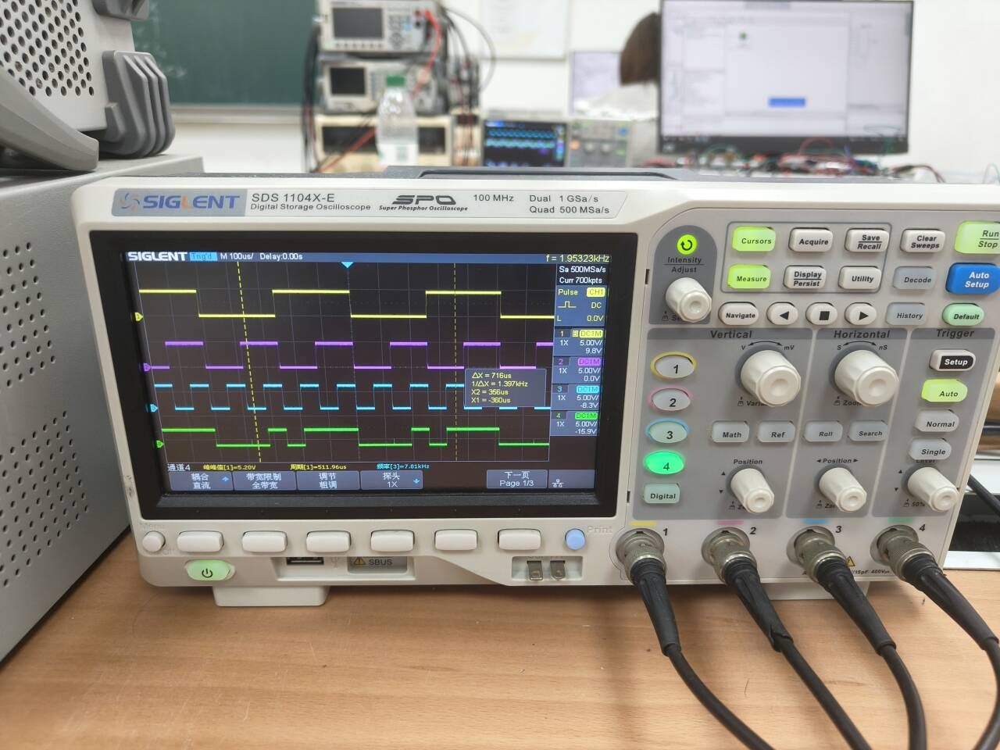 SIGLENT SDS 1104X-E
Digital Storage Oscilloscope
SPO
Super Phosphor Oscilloscope
100 MHz
Dual 1 GSa/s
Quad 500 MSa/s
SIGLENT Trig'd M 100us/ Delay:0.00s
f = 1.95323kHz
Sa 500MSa/s
Curr 700kpts
Pulse CH1
DC
L 0.0V
1 B DC1M
1X 5.00V/
9.8V
2 DC1M
1X 5.00V/
0.0V
3 DC1M
1X 5.00V/
-8.3V
4 DC1M
1X 5.00V/
-15.9V
ΔX = 716us
1/ΔX = 1.397kHz
X2 = 356us
X1 = -360us
通道4
峰峰值[1]=5.20V
周期[1]=511.96us
频率[3]=7.81kHz
耦合
直流
带宽限制
全带宽
调节
粗调
探头
1X
下一页
Page 1/3
Intensity
Adjust
Cursors
Acquire
Save
Recall
Clear
Sweeps
Run
Stop
Measure
Display
Persist
Utility
Decode
Auto
Setup
Navigate
History
Default
Vertical
Horizontal
Trigger
V
mV
S
nS
Setup
1
2
3
4
Auto
Normal
Single
Level
50%
Math
Ref
Roll
Search
Position
Position
Digital
Print
SBUS
1
2
3
4